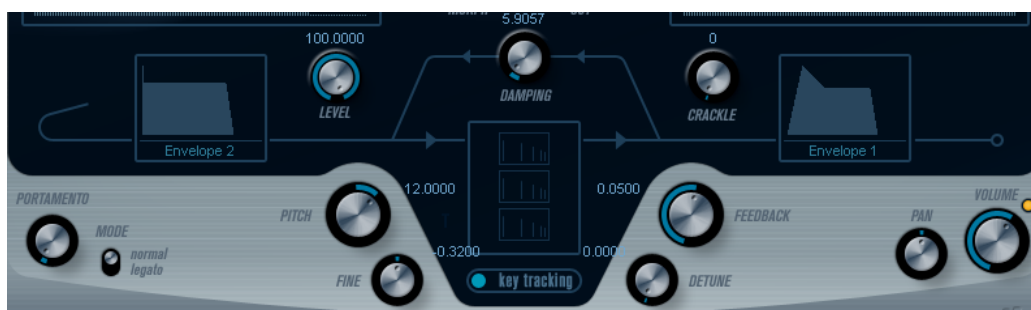 5.9057
100.0000
0
LEVEL
DAMPING
CRACKLE
Envelope 2
Envelope 1
PORTAMENTO
12.0000
0.0500
VOLUME
PITCH
FEEDBACK
PAN
MODE
normal
legato
-0.3200
0.0000
FINE
key tracking
DETUNE